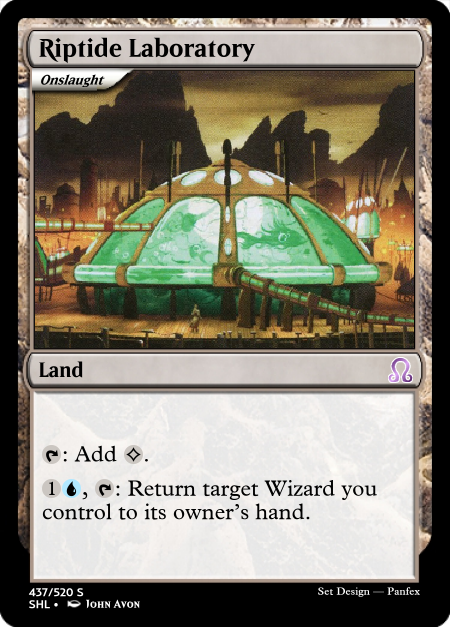 Riptide Laboratory
Onslaught
Land
: Add .
1 , : Return target Wizard you
control to its owner's hand.
437/520 S
SHL • John Avon
Set Design — Panfex